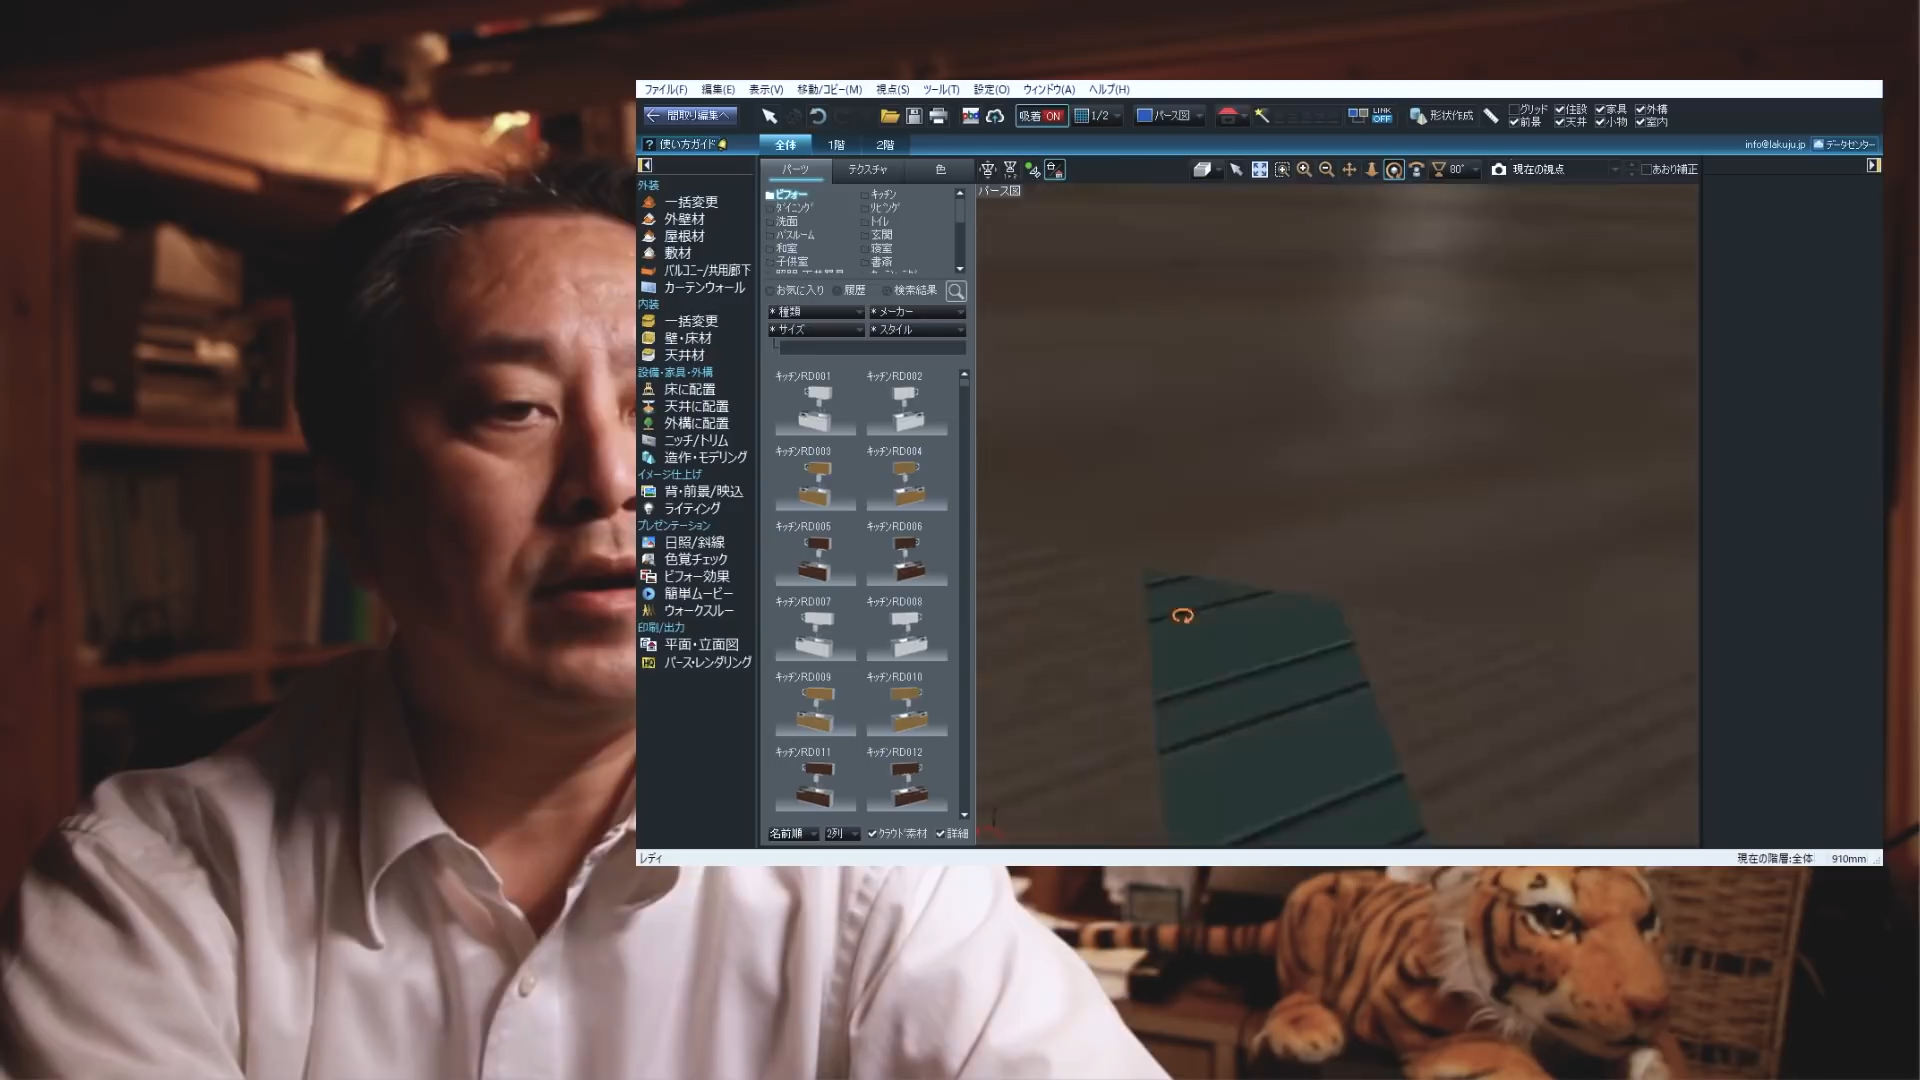 ファイル(F) 編集(E) 表示(V) 移動/コピー(M) 視点(S) ツール(T) 設定(O) ウィンドウ(A) ヘルプ(H)
間取り編集へ 吸着 ON 1/2 パース図 LINK OFF 形状作成 グリッド 住設 家具 外構
前景 天井 小物 室内
? 使い方ガイド 全体 1階 2階 info@lakuju.jp データセンター
パーツ テクスチャ 色 80° 現在の視点 あおり補正
パース図
外装
一括変更
外壁材
屋根材
敷材
バルコニー/共用廊下
カーテンウォール
内装
一括変更
壁・床材
天井材
設備・家具・外構
床に配置
天井に配置
外構に配置
ニッチ/トリム
造作・モデリング
イメージ仕上げ
背・前景/映込
ライティング
プレゼンテーション
日照/斜線
色覚チェック
ビフォー効果
簡単ムービー
ウォークスルー
印刷/出力
平面・立面図
パース・レンダリング
ビフォー キッチン
ダイニング リビング
洗面 トイレ
バスルーム 玄関
和室 寝室
子供室 書斎
お気に入り 履歴 検索結果
* 種類 * メーカー
* サイズ * スタイル
キッチンRD001 キッチンRD002
キッチンRD003 キッチンRD004
キッチンRD005 キッチンRD006
キッチンRD007 キッチンRD008
キッチンRD009 キッチンRD010
キッチンRD011 キッチンRD012
名前順 2列 クラウド素材 詳細
レディ 現在の階層:全体 910mm